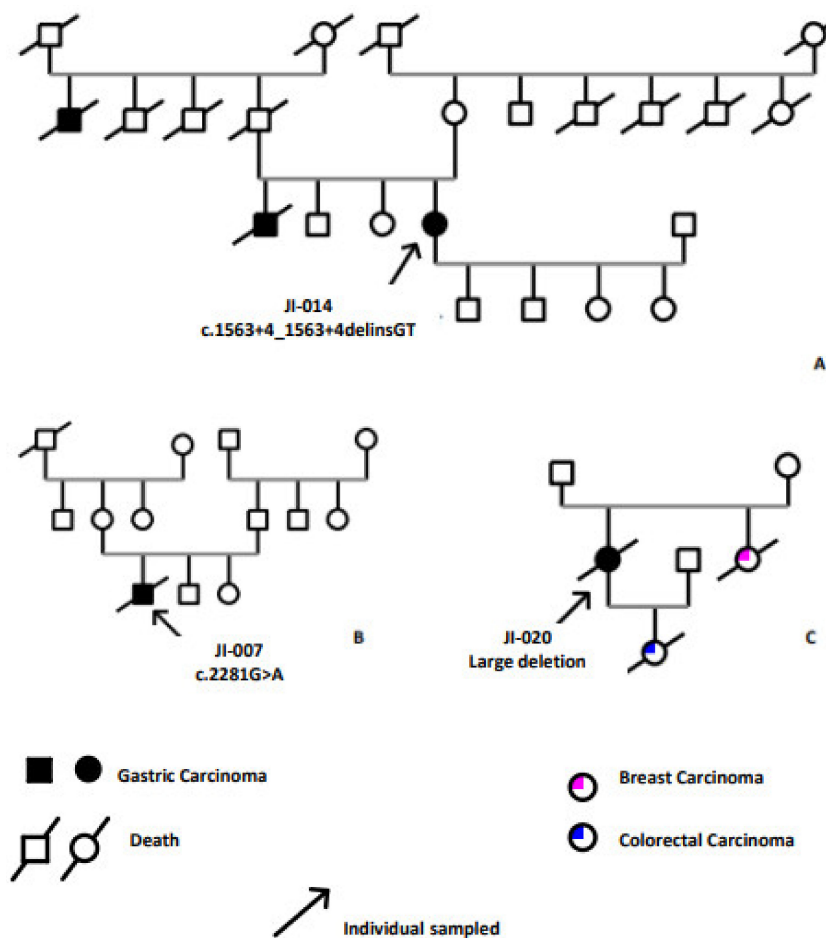 JI-014
c.1563+4_1563+4delinsGT
A
JI-007
c.2281G>A
B
JI-020
Large deletion
C
Gastric Carcinoma
Breast Carcinoma
Death
Colorectal Carcinoma
Individual sampled